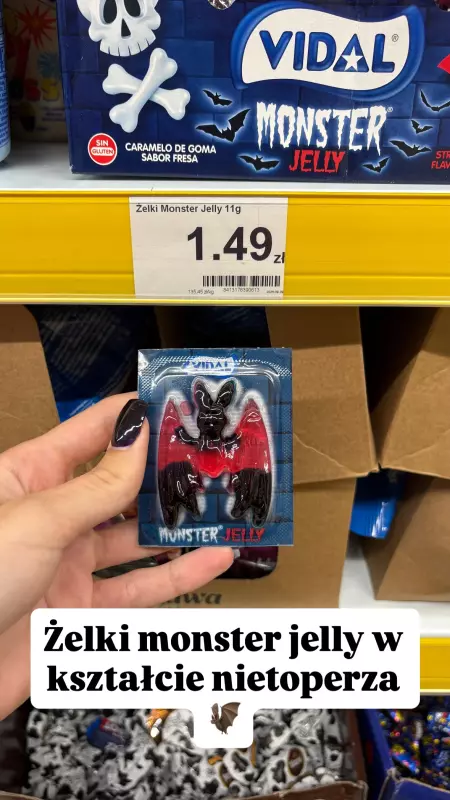 VIDAL®
MONSTER®
JELLY
SIN
GLUTEN
CARAMELO DE GOMA
SABOR FRESA
Żelki Monster Jelly 11g
1.49 zł
VIDAL
MONSTER® JELLY
Żelki monster jelly w
kształcie nietoperza